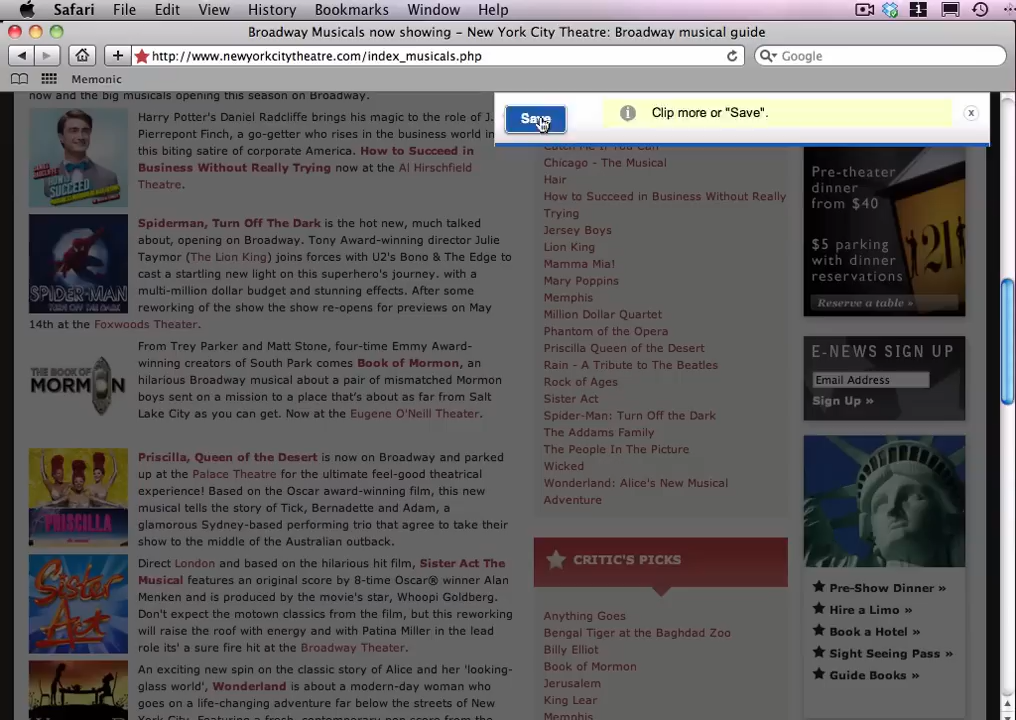 Safari File Edit View History Bookmarks Window Help
Broadway Musicals now showing – New York City Theatre: Broadway musical guide
http://www.newyorkcitytheatre.com/index_musicals.php
Google
Memonic
now and the big musicals opening this season on Broadway.
Harry Potter's Daniel Radcliffe brings his magic to the role of J.
Pierrepont Finch, a go-getter who rises in the business world in
this biting satire of corporate America. How to Succeed in
Business Without Really Trying now at the Al Hirschfield
Theatre.
Spiderman, Turn Off The Dark is the hot new, much talked
about, opening on Broadway. Tony Award-winning director Julie
Taymor (The Lion King) joins forces with U2's Bono & The Edge to
cast a startling new light on this superhero's journey. with a
multi-million dollar budget and stunning effects. After some
reworking of the show the show re-opens for previews on May
14th at the Foxwoods Theater.
SPIDER-MAN
TURN OFF THE DARK
From Trey Parker and Matt Stone, four-time Emmy Award-
winning creators of South Park comes Book of Mormon, an
hilarious Broadway musical about a pair of mismatched Mormon
boys sent on a mission to a place that's about as far from Salt
Lake City as you can get. Now at the Eugene O'Neill Theater.
THE BOOK OF
MORMON
Priscilla, Queen of the Desert is now on Broadway and parked
up at the Palace Theatre for the ultimate feel-good theatrical
experience! Based on the Oscar award-winning film, this new
musical tells the story of Tick, Bernadette and Adam, a
glamorous Sydney-based performing trio that agree to take their
show to the middle of the Australian outback.
PRISCILLA
Direct London and based on the hilarious hit film, Sister Act The
Musical features an original score by 8-time Oscar® winner Alan
Menken and is produced by the movie's star, Whoopi Goldberg.
Don't expect the motown classics from the film, but this reworking
will raise the roof with energy and with Patina Miller in the lead
role its' a sure fire hit at the Broadway Theater.
Sister
Act
An exciting new spin on the classic story of Alice and her 'looking-
glass world', Wonderland is about a modern-day woman who
goes on a life-changing adventure far below the streets of
Save
Clip more or "Save".
Catch Me If You Can
Chicago - The Musical
Hair
How to Succeed in Business Without Really
Trying
Jersey Boys
Lion King
Mamma Mia!
Mary Poppins
Memphis
Million Dollar Quartet
Phantom of the Opera
Priscilla Queen of the Desert
Rain - A Tribute to The Beatles
Rock of Ages
Sister Act
Spider-Man: Turn Off the Dark
The Addams Family
The People In The Picture
Wicked
Wonderland: Alice's New Musical
Adventure
CRITIC'S PICKS
Anything Goes
Bengal Tiger at the Baghdad Zoo
Billy Elliot
Book of Mormon
Jerusalem
King Lear
Memphis
Pre-theater
dinner
from $40
$5 parking
with dinner
reservations
"21"
Reserve a table »
E-NEWS SIGN UP
Email Address
Sign Up »
Pre-Show Dinner »
Hire a Limo »
Book a Hotel »
Sight Seeing Pass »
Guide Books »